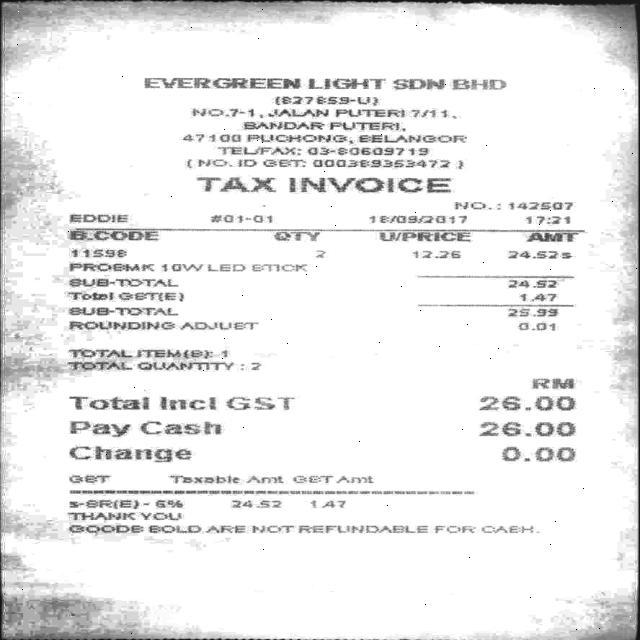 EVERGREEN LIGHT SDN BHD
(827859-U)
NO.7-1, JALAN PUTERI 7/11,
BANDAR PUTERI,
47100 PUCHONG, SELANGOR
TEL/FAX: 03-80609719
( NO. ID GST: 000389353472 )
TAX INVOICE
NO. : 142507
EDDIE #01-01 18/09/2017 17:21
B.CODE QTY U/PRICE AMT
11598 2 12.26 24.52s
PROEMK 10W LED STICK
SUB-TOTAL 24.52
Total GST(E) 1.47
SUB-TOTAL 25.99
ROUNDING ADJUST 0.01
TOTAL ITEM(S): 1
TOTAL QUANTITY : 2
RM
Total Incl GST 26.00
Pay Cash 26.00
Change 0.00
GST Taxable Amt GST Amt
s-SR(E) - 6% 24.52 1.47
THANK YOU
GOODS SOLD ARE NOT REFUNDABLE FOR CASH.